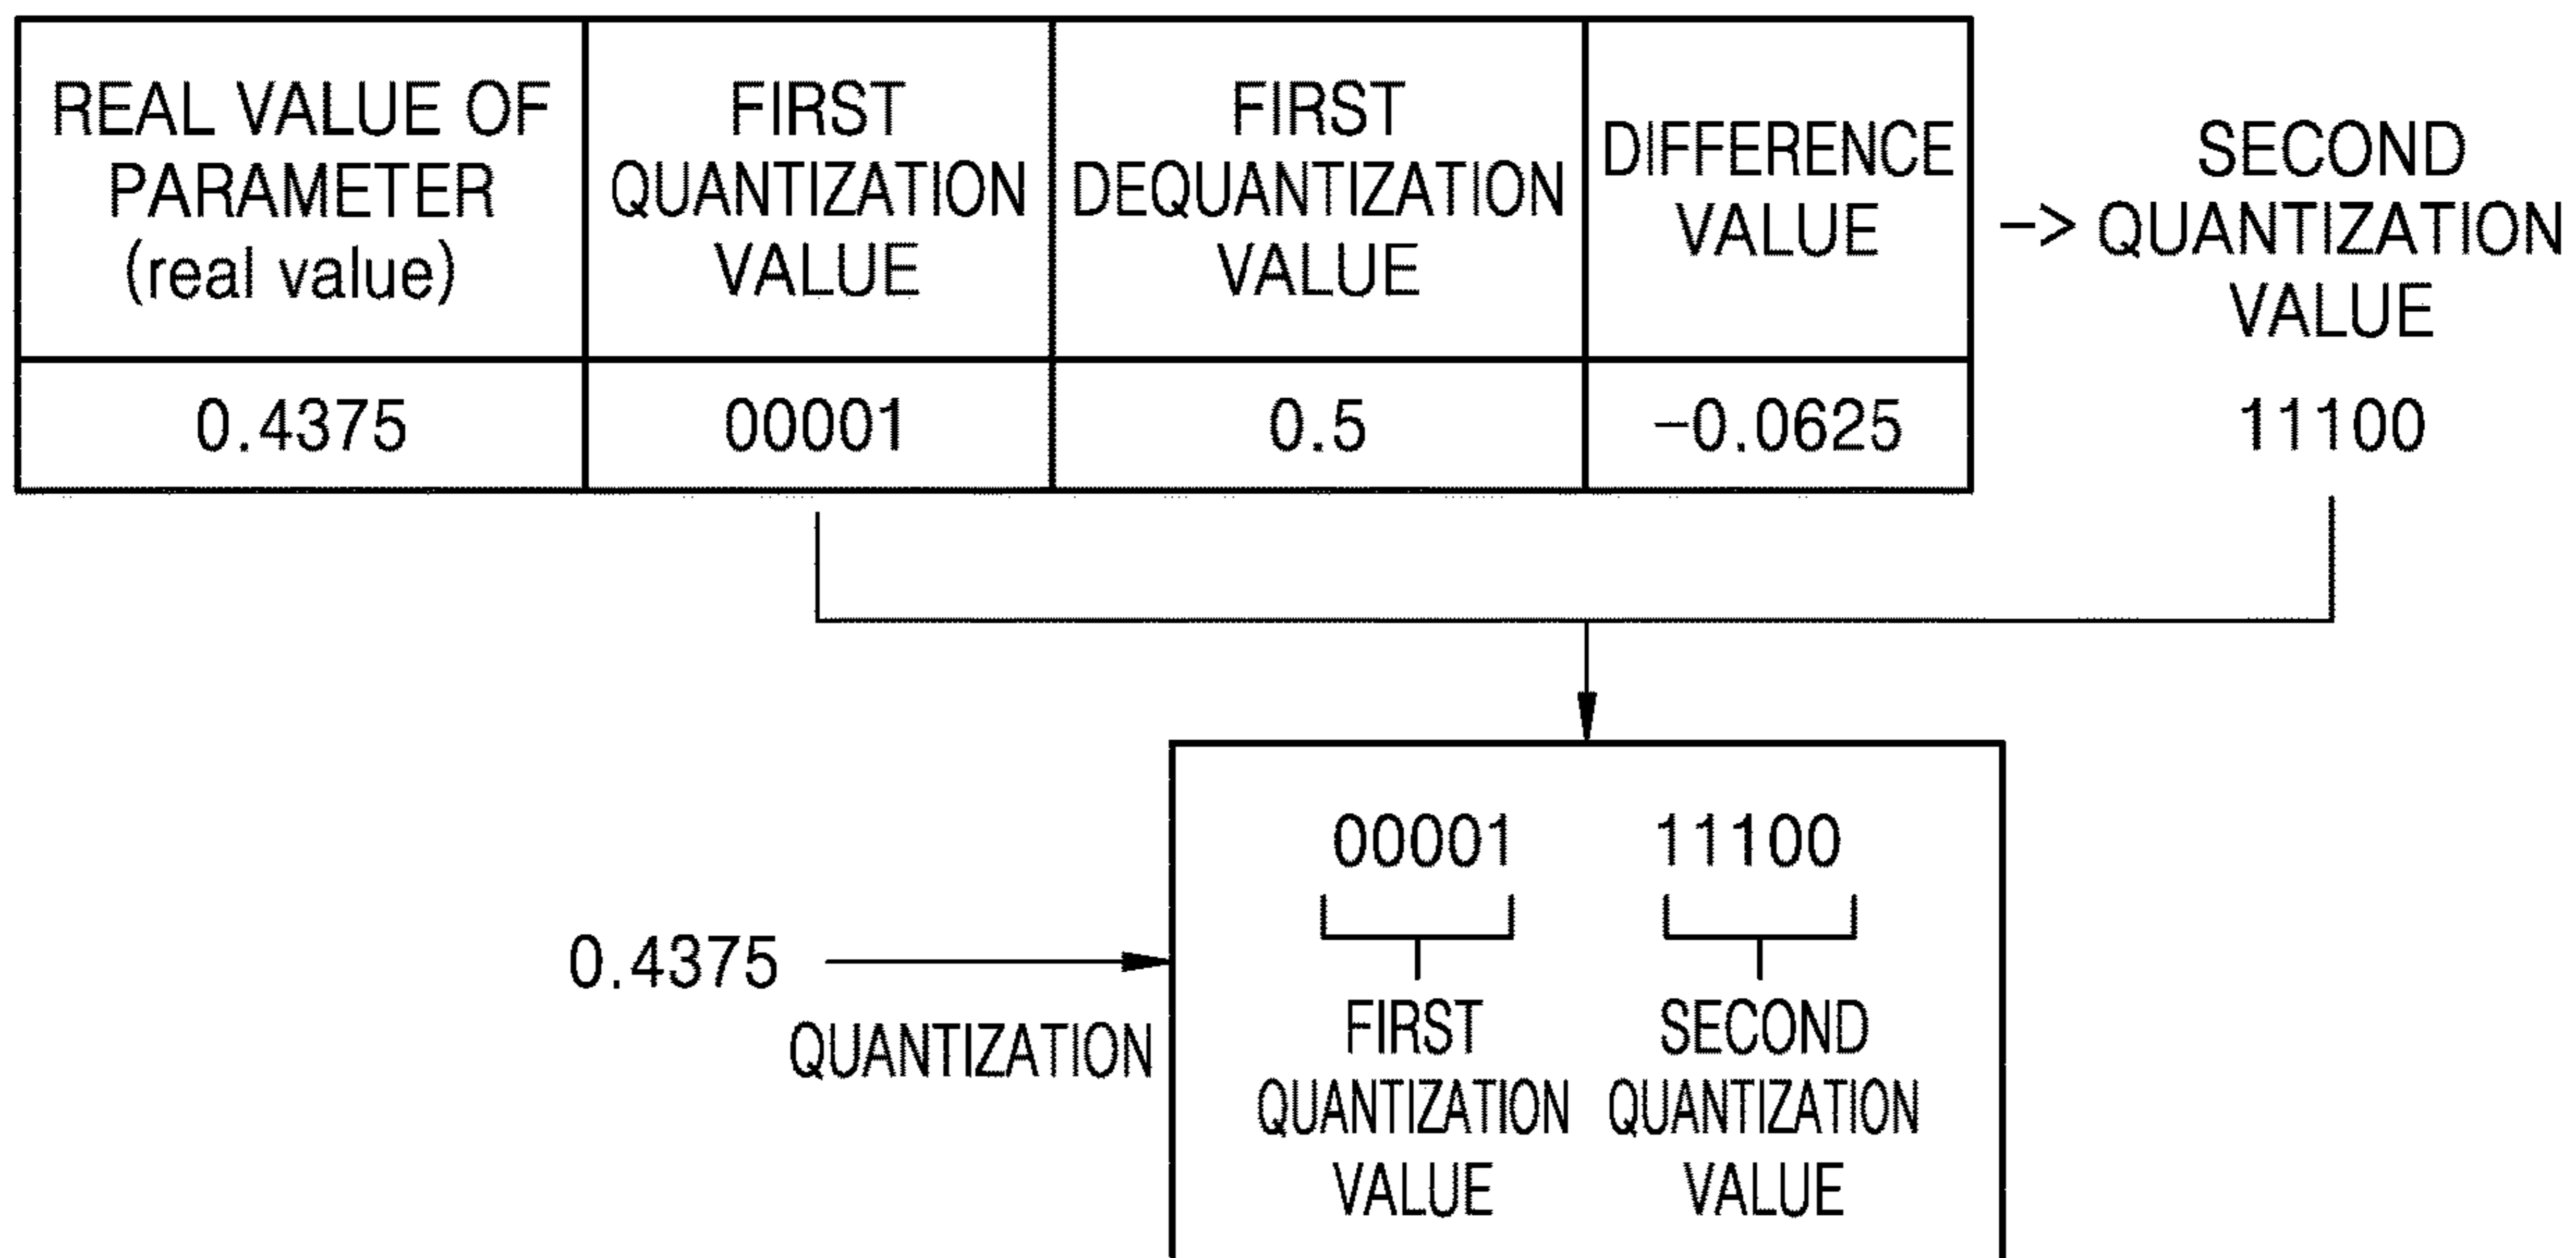 REAL VALUE OF
PARAMETER
(real value)
FIRST
QUANTIZATION
VALUE
FIRST
DEQUANTIZATION
VALUE
DIFFERENCE
VALUE
-> SECOND
QUANTIZATION
VALUE
0.4375
00001
0.5
-0.0625
11100
00001 11100
0.4375
QUANTIZATION
FIRST
QUANTIZATION
VALUE
SECOND
QUANTIZATION
VALUE